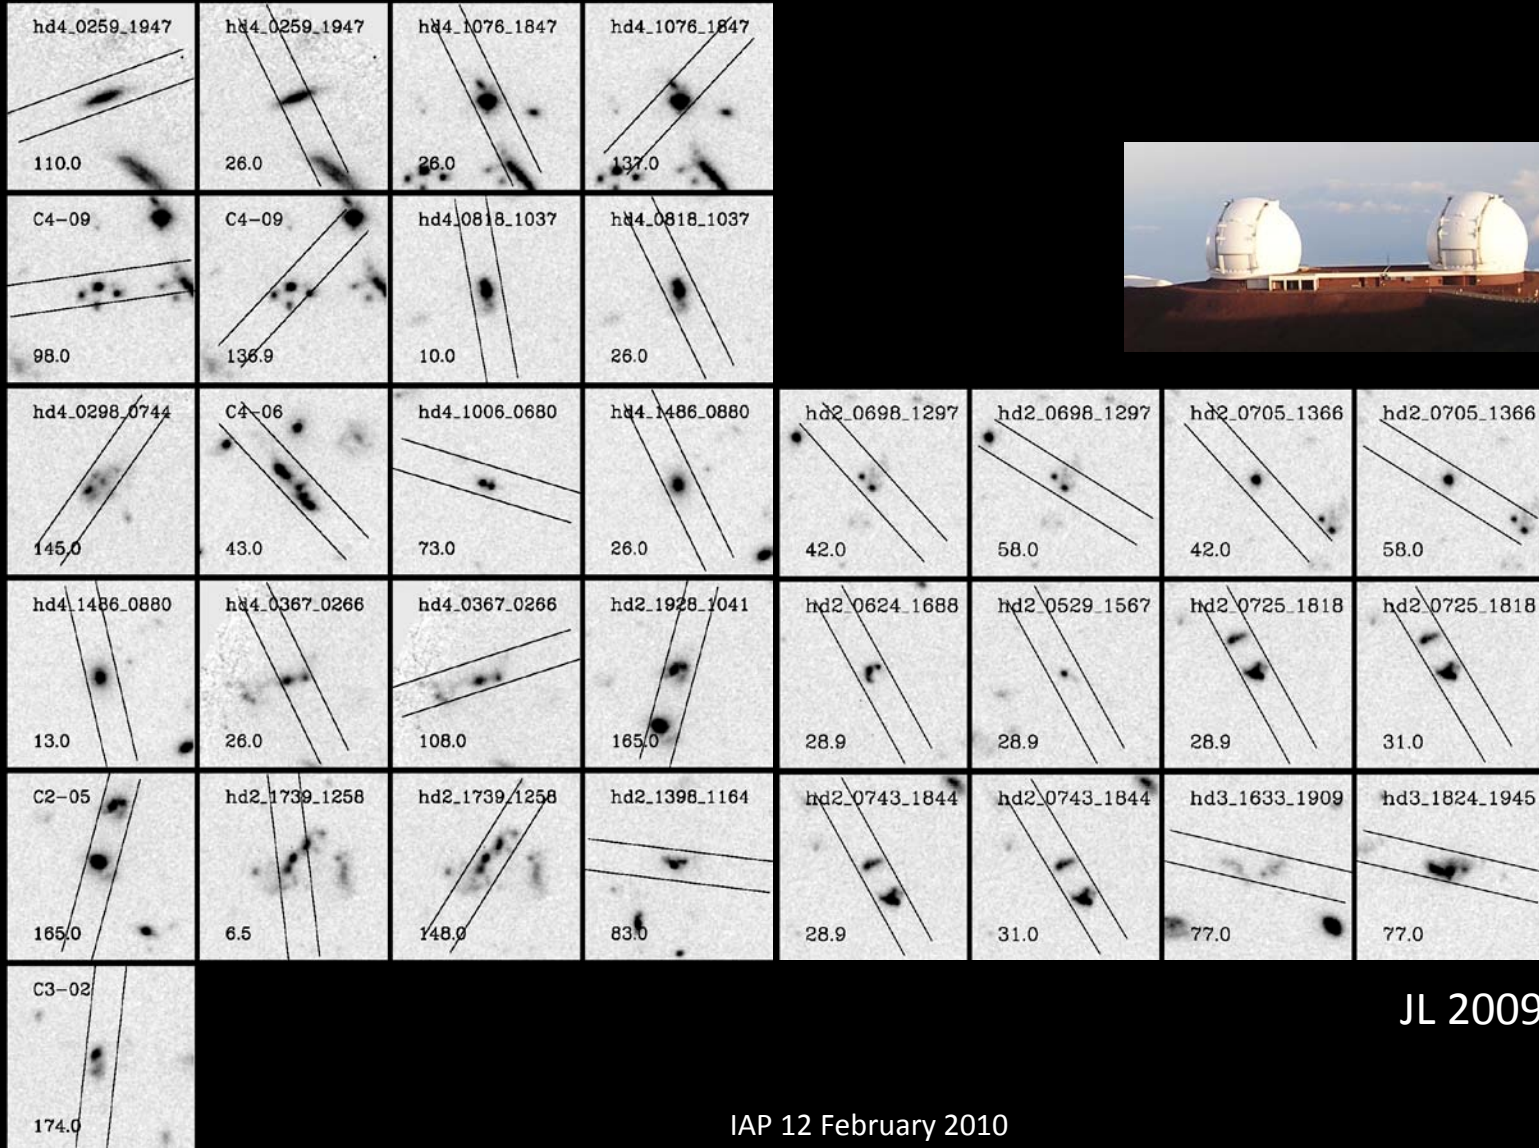 hd4_0259_1947
110.0
hd4_0259_1947
26.0
hd4_1076_1847
26.0
hd4_1076_1847
137.0
C4-09
98.0
C4-09
136.9
hd4_0818_1037
10.0
hd4_0818_1037
26.0
hd4_0298_0744
145.0
C4-06
43.0
hd4_1006_0680
73.0
hd4_1486_0880
26.0
hd2_0698_1297
42.0
hd2_0698_1297
58.0
hd2_0705_1366
42.0
hd2_0705_1366
58.0
hd4_1486_0880
13.0
hd4_0367_0266
26.0
hd4_0367_0266
108.0
hd2_1928_1041
165.0
hd2_0624_1688
28.9
hd2_0529_1567
28.9
hd2_0725_1818
28.9
hd2_0725_1818
31.0
C2-05
165.0
hd2_1739_1258
6.5
hd2_1739_1258
148.0
hd2_1398_1164
83.0
hd2_0743_1844
28.9
hd2_0743_1844
31.0
hd3_1633_1909
77.0
hd3_1824_1945
77.0
C3-02
174.0
JL 2009
IAP 12 February 2010